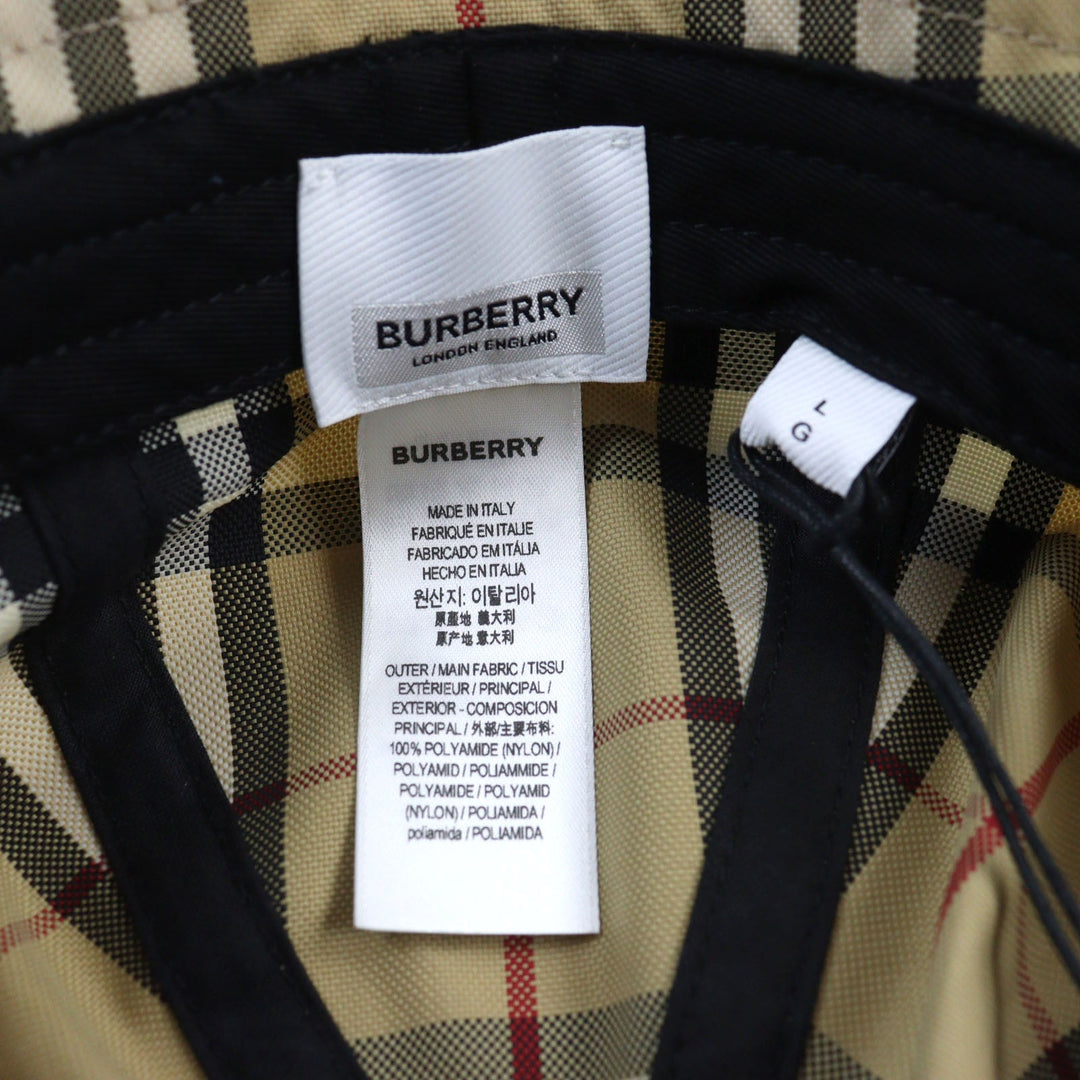 BURBERRY
LONDON ENGLAND
L
G
BURBERRY
MADE IN ITALY
FABRIQUÉ EN ITALIE
FABRICADO EM ITÁLIA
HECHO EN ITALIA
원산지: 이탈리아
原產地 義大利
原产地 意大利
OUTER / MAIN FABRIC / TISSU
EXTÉRIEUR / PRINCIPAL /
EXTERIOR - COMPOSICION
PRINCIPAL / 外部/主要布料:
100% POLYAMIDE (NYLON) /
POLYAMID / POLIAMMIDE /
POLYAMIDE / POLYAMID
(NYLON) / POLIAMIDA /
poliamida / POLIAMIDA